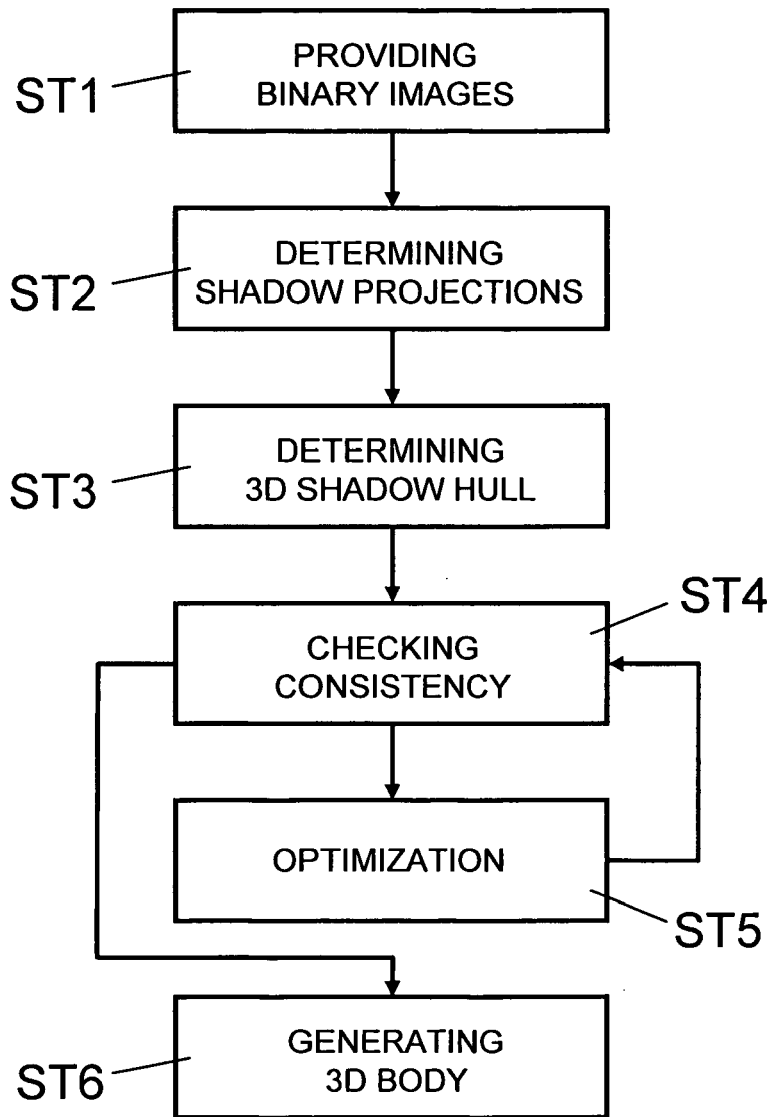 PROVIDING
BINARY IMAGES
ST1
DETERMINING
SHADOW PROJECTIONS
ST2
DETERMINING
3D SHADOW HULL
ST3
ST4
CHECKING
CONSISTENCY
OPTIMIZATION
ST5
GENERATING
3D BODY
ST6